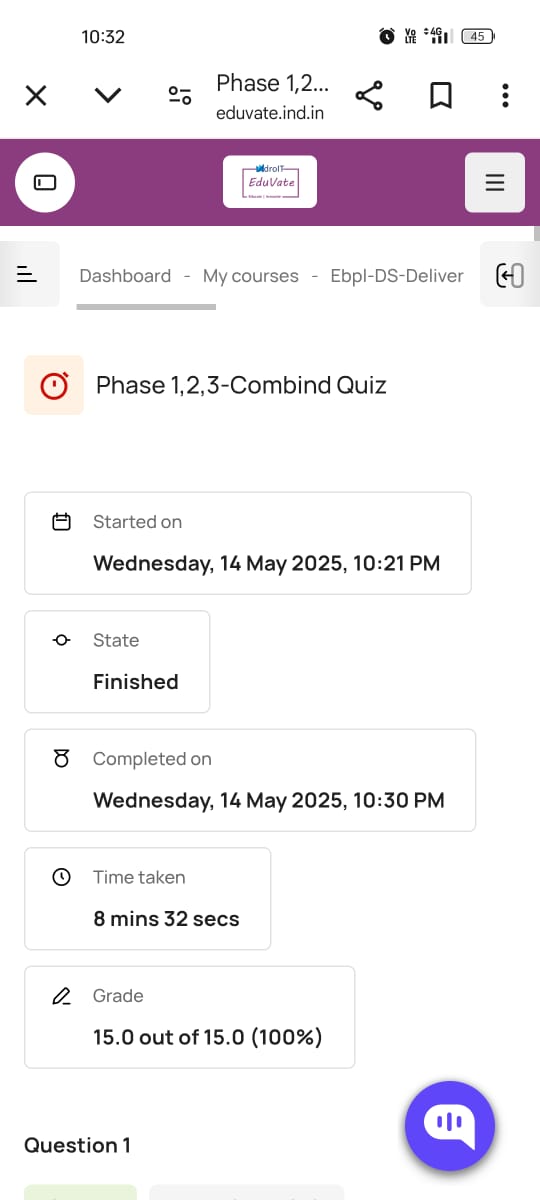 10:32
Vo LTE 4G 45
Phase 1,2...
eduvate.ind.in
EduVate
Dashboard - My courses - Ebpl-DS-Deliver
Phase 1,2,3-Combind Quiz
Started on
Wednesday, 14 May 2025, 10:21 PM
State
Finished
Completed on
Wednesday, 14 May 2025, 10:30 PM
Time taken
8 mins 32 secs
Grade
15.0 out of 15.0 (100%)
Question 1